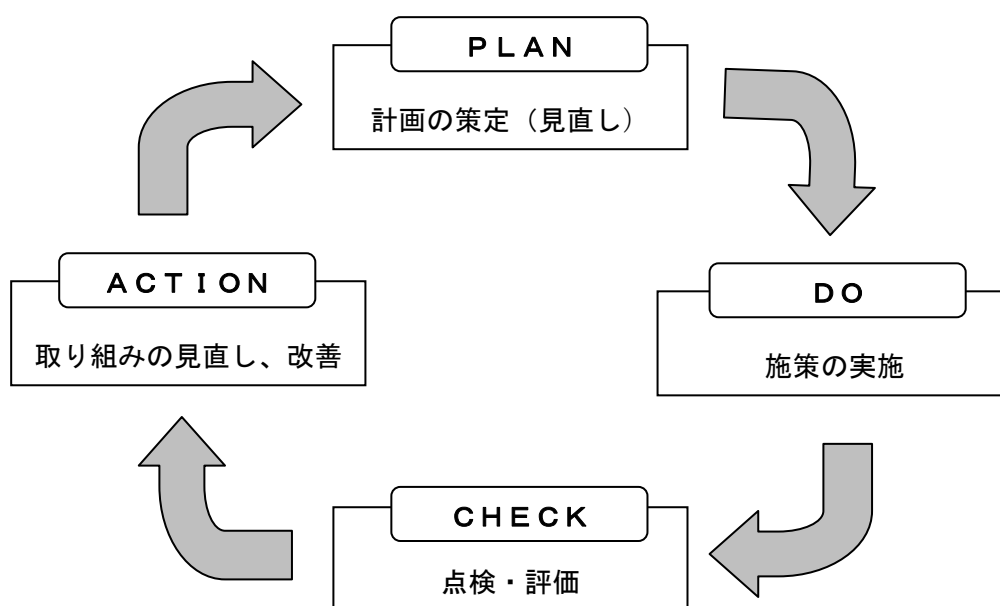 ＰＬＡＮ
計画の策定（見直し）
ＡＣＴＩＯＮ
取り組みの見直し、改善
ＤＯ
施策の実施
ＣＨＥＣＫ
点検・評価